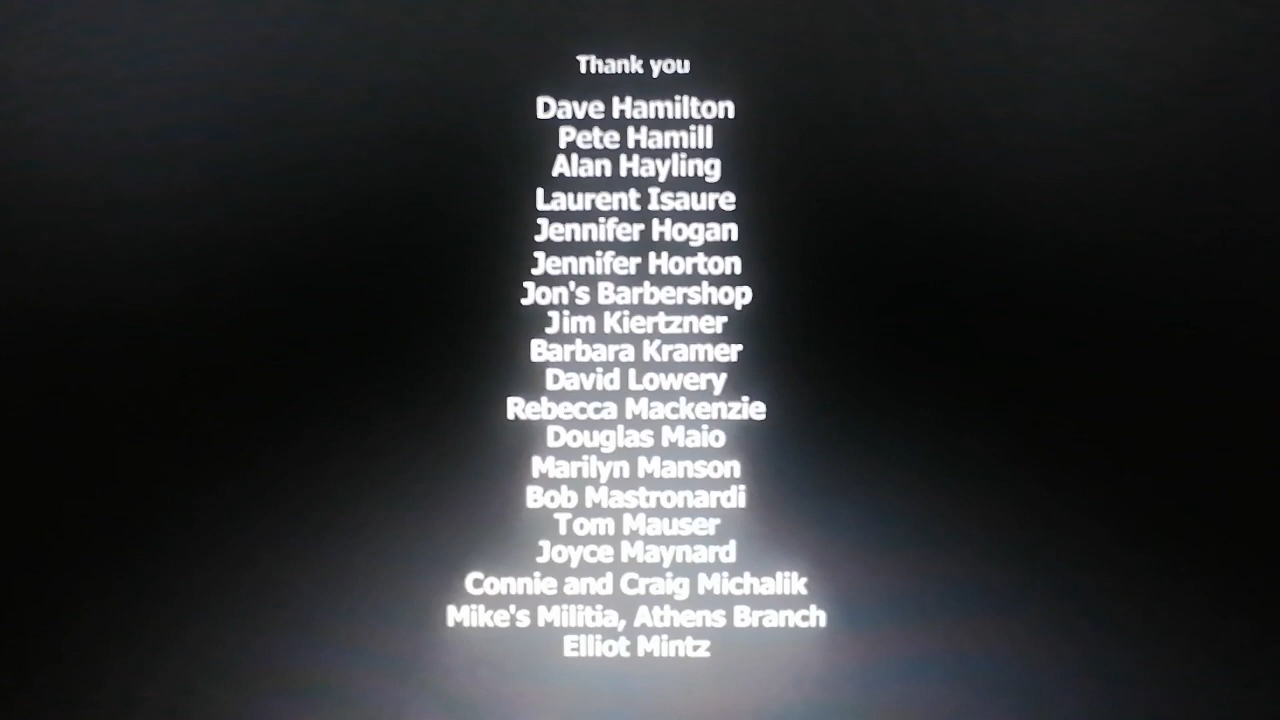 Thank you
Dave Hamilton
Pete Hamill
Alan Hayling
Laurent Isaure
Jennifer Hogan
Jennifer Horton
Jon's Barbershop
Jim Kiertzner
Barbara Kramer
David Lowery
Rebecca Mackenzie
Douglas Maio
Marilyn Manson
Bob Mastronardi
Tom Mauser
Joyce Maynard
Connie and Craig Michalik
Mike's Militia, Athens Branch
Elliot Mintz